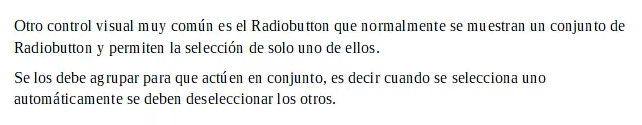 Otro control visual muy común es el Radiobutton que normalmente se muestran un conjunto de
Radiobutton y permiten la selección de solo uno de ellos.
Se los debe agrupar para que actúen en conjunto, es decir cuando se selecciona uno
automáticamente se deben deseleccionar los otros.